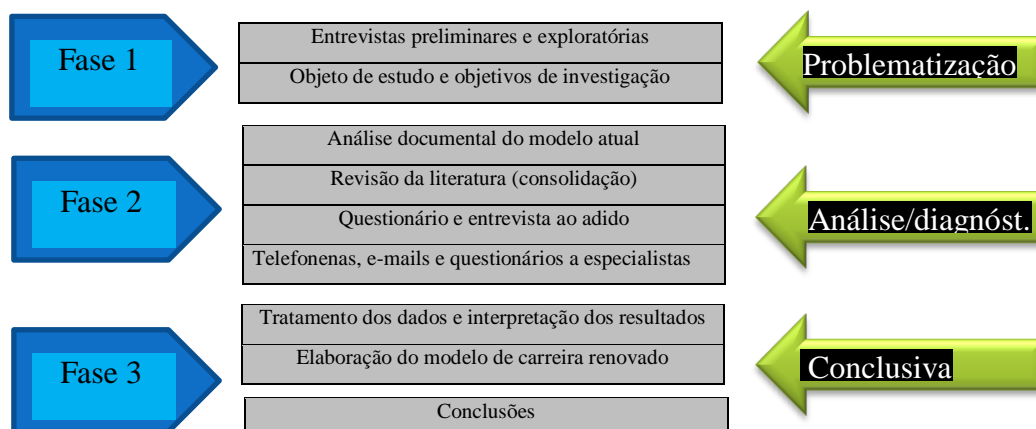 Fase 1
Entrevistas preliminares e exploratórias
Objeto de estudo e objetivos de investigação
Problematização
Fase 2
Análise documental do modelo atual
Revisão da literatura (consolidação)
Questionário e entrevista ao adido
Telefonenas, e-mails e questionários a especialistas
Análise/diagnóst.
Fase 3
Tratamento dos dados e interpretação dos resultados
Elaboração do modelo de carreira renovado
Conclusões
Conclusiva